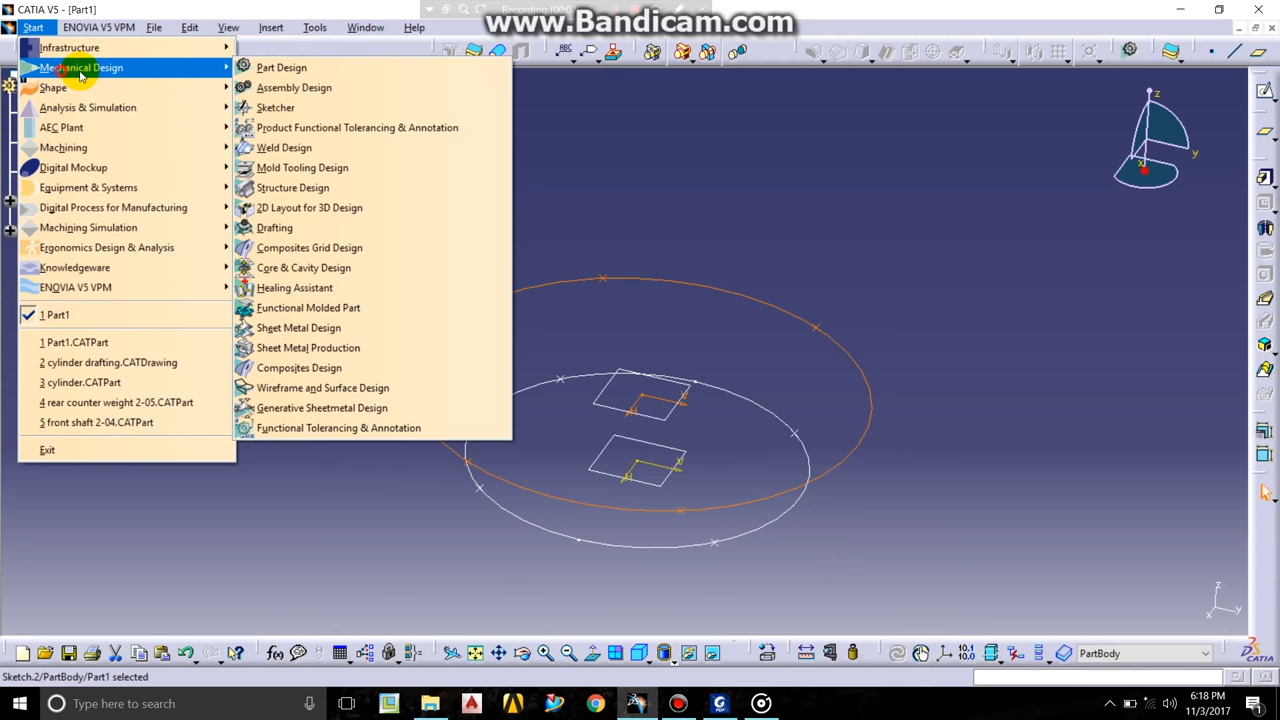 CATIA V5 - [Part1]
www.Bandicam.com
Start
ENOVIA V5 VPM
File
Edit
View
Insert
Tools
Window
Help
Infrastructure
Mechanical Design
Shape
Analysis & Simulation
AEC Plant
Machining
Digital Mockup
Equipment & Systems
Digital Process for Manufacturing
Machining Simulation
Ergonomics Design & Analysis
Knowledgeware
ENOVIA V5 VPM
1 Part1
1 Part1.CATPart
2 cylinder drafting.CATDrawing
3 cylinder.CATPart
4 rear counter weight 2-05.CATPart
5 front shaft 2-04.CATPart
Exit
Part Design
Assembly Design
Sketcher
Product Functional Tolerancing & Annotation
Weld Design
Mold Tooling Design
Structure Design
2D Layout for 3D Design
Drafting
Composites Grid Design
Core & Cavity Design
Healing Assistant
Functional Molded Part
Sheet Metal Design
Sheet Metal Production
Composites Design
Wireframe and Surface Design
Generative Sheetmetal Design
Functional Tolerancing & Annotation
z
y
x
V
H
V
H
z
x
y
f(x)
10.1
10.0
PartBody
CATIA
Sketch.2/PartBody/Part1 selected
Type here to search
6:18 PM
11/3/2017